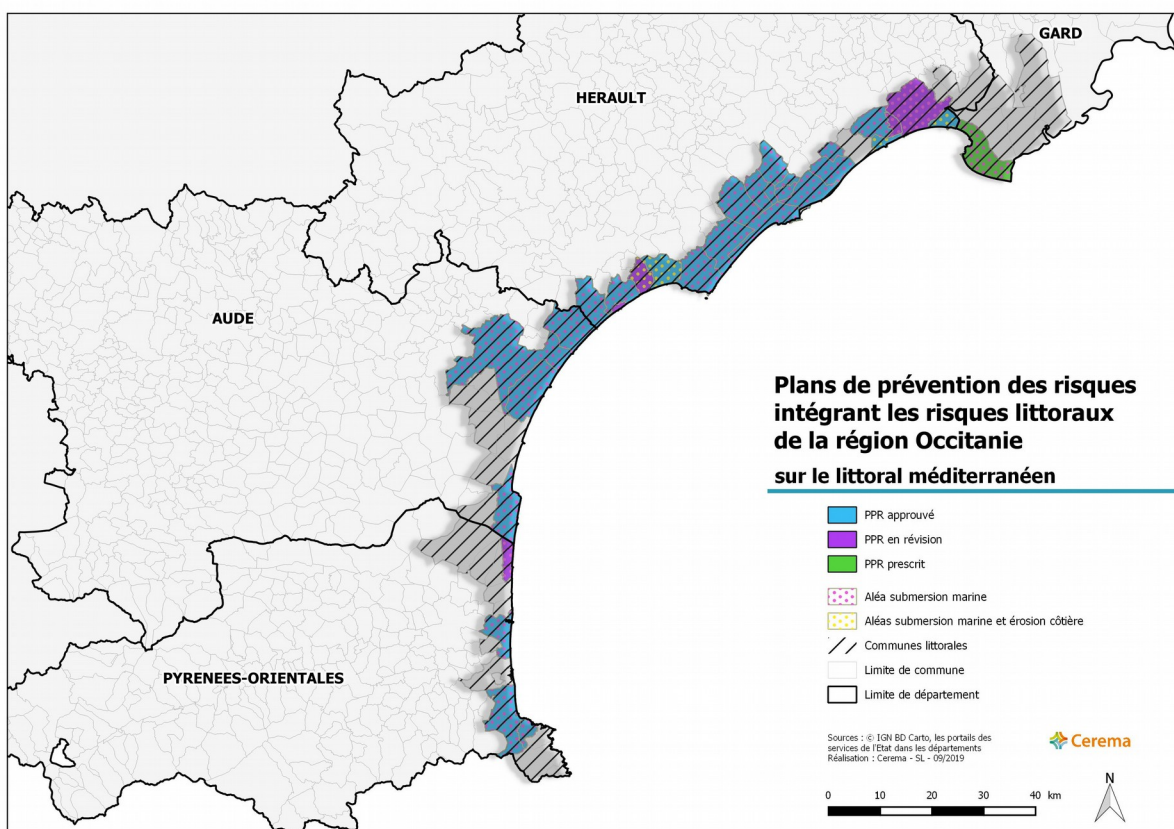 GARD
HERAULT
AUDE
PYRENEES-ORIENTALES
Plans de prévention des risques
intégrant les risques littoraux
de la région Occitanie
sur le littoral méditerranéen
PPR approuvé
PPR en révision
PPR prescrit
Aléa submersion marine
Aléas submersion marine et érosion côtière
Communes littorales
Limite de commune
Limite de département
Sources : © IGN BD Carto, les portails des
services de l'Etat dans les départements
Réalisation : Cerema - SL - 09/2019
Cerema
N
0 10 20 30 40 km